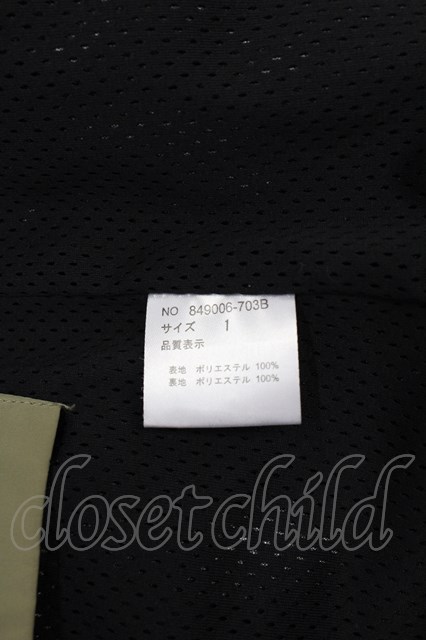 NO 849006-703B
サイズ 1
品質表示
表地 ポリエステル 100%
裏地 ポリエステル 100%
closetchild